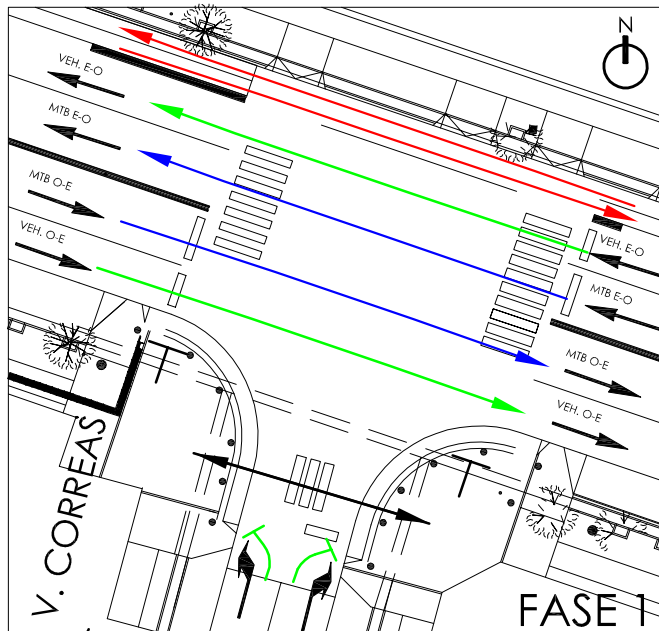 N
VEH. E-O
MTB E-O
MTB O-E
VEH. O-E
VEH. E-O
MTB E-O
MTB O-E
VEH. O-E
V. CORREAS
FASE 1